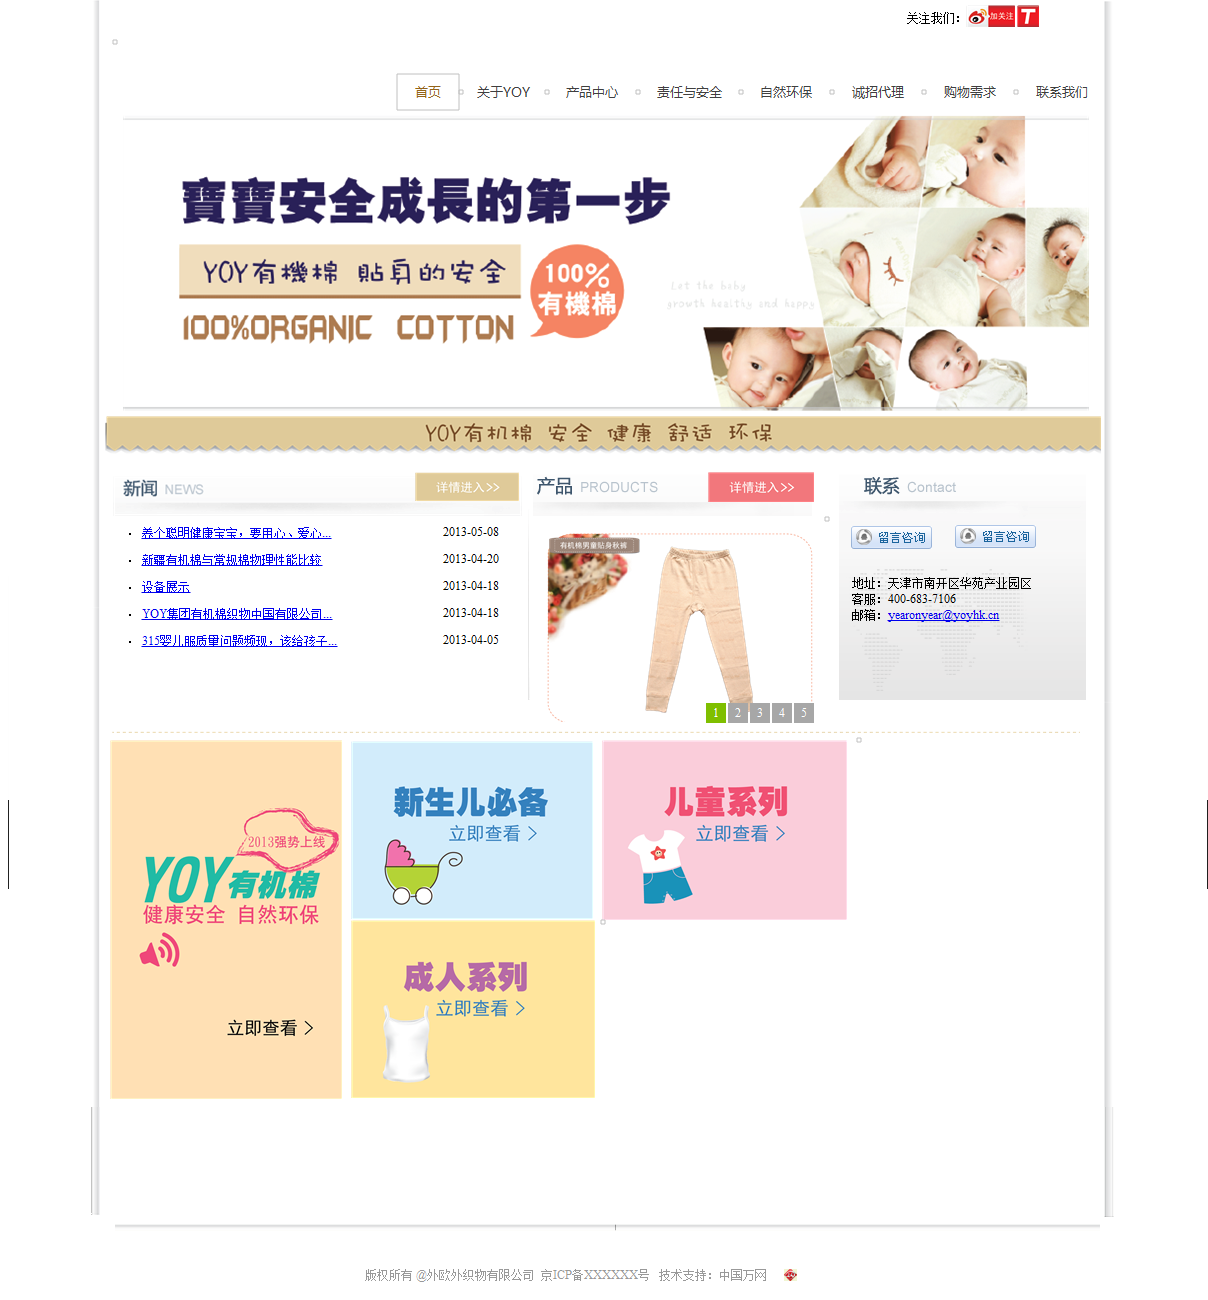 关注我们：
加关注
首页 关于YOY 产品中心 责任与安全 自然环保 诚招代理 购物需求 联系我们
寶寶安全成長的第一步
YOY有機棉 貼身的安全
100%
有機棉
100%ORGANIC COTTON
Let the baby
growth healthy and happy
YOY有机棉 安全 健康 舒适 环保
新闻 NEWS 详情进入>>
养个聪明健康宝宝，要用心、爱心... 2013-05-08
新疆有机棉与常规棉物理性能比较 2013-04-20
设备展示 2013-04-18
YOY集团有机棉织物中国有限公司... 2013-04-18
315婴儿服质量问题频现，该给孩子... 2013-04-05
产品 PRODUCTS 详情进入>>
有机棉男童贴身秋裤
1 2 3 4 5
联系 Contact
留言咨询 留言咨询
地址：天津市南开区华苑产业园区
客服：400-683-7106
邮箱：yearonyear@yoyhk.cn
2013强势上线
YOY有机棉
健康安全 自然环保
立即查看 >
新生儿必备
立即查看 >
儿童系列
立即查看 >
成人系列
立即查看 >
版权所有 @外欧外织物有限公司 京ICP备XXXXXX号 技术支持：中国万网